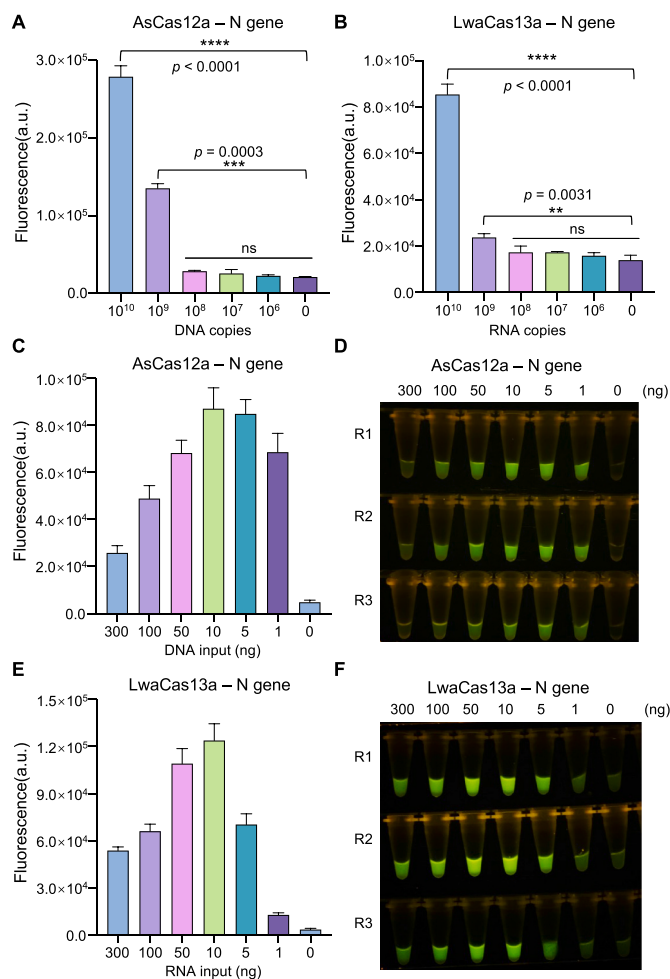 A
AsCas12a – N gene
Fluorescence(a.u.)
3.0×10⁵
2.0×10⁵
1.0×10⁵
0.0
****
p < 0.0001
p = 0.0003
***
ns
10¹⁰ 10⁹ 10⁸ 10⁷ 10⁶ 0
DNA copies
B
LwaCas13a – N gene
Fluorescence(a.u.)
1.0×10⁵
8.0×10⁴
6.0×10⁴
4.0×10⁴
2.0×10⁴
0.0
****
p < 0.0001
p = 0.0031
**
ns
10¹⁰ 10⁹ 10⁸ 10⁷ 10⁶ 0
RNA copies
C
AsCas12a – N gene
Fluorescence(a.u.)
1.0×10⁵
8.0×10⁴
6.0×10⁴
4.0×10⁴
2.0×10⁴
0.0
300 100 50 10 5 1 0
DNA input (ng)
D
AsCas12a – N gene
300 100 50 10 5 1 0 (ng)
R1
R2
R3
E
LwaCas13a – N gene
Fluorescence(a.u.)
1.5×10⁵
1.2×10⁵
9.0×10⁴
6.0×10⁴
3.0×10⁴
0.0
300 100 50 10 5 1 0
RNA input (ng)
F
LwaCas13a – N gene
300 100 50 10 5 1 0 (ng)
R1
R2
R3